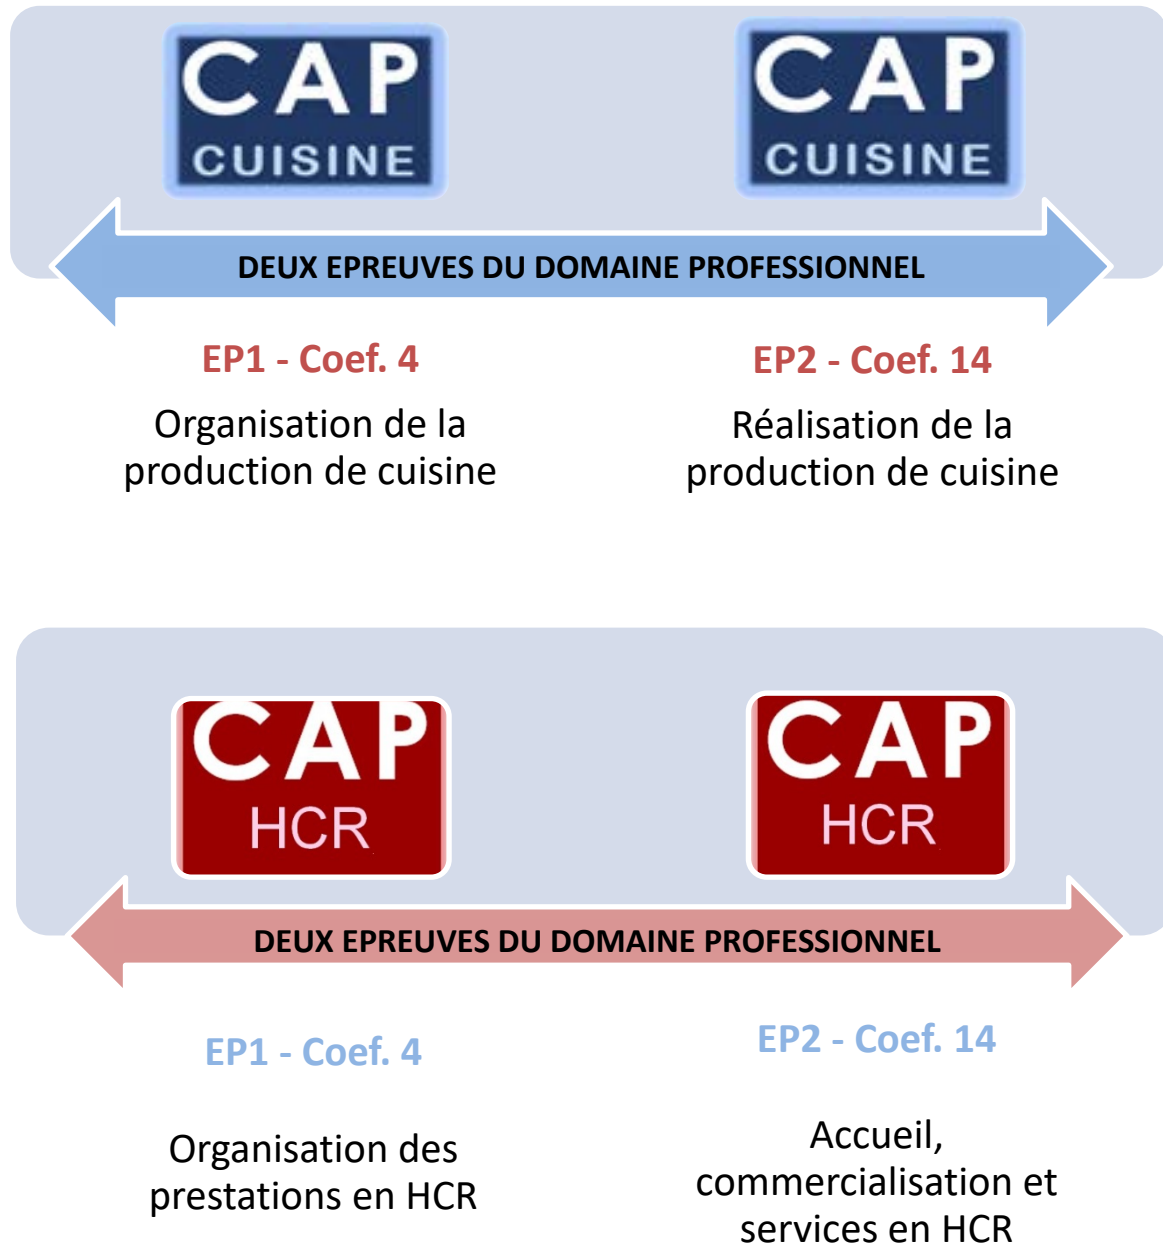 CAP
CUISINE
CAP
CUISINE
DEUX EPREUVES DU DOMAINE PROFESSIONNEL
EP1 - Coef. 4
Organisation de la
production de cuisine
EP2 - Coef. 14
Réalisation de la
production de cuisine
CAP
HCR
CAP
HCR
DEUX EPREUVES DU DOMAINE PROFESSIONNEL
EP1 - Coef. 4
Organisation des
prestations en HCR
EP2 - Coef. 14
Accueil,
commercialisation et
services en HCR